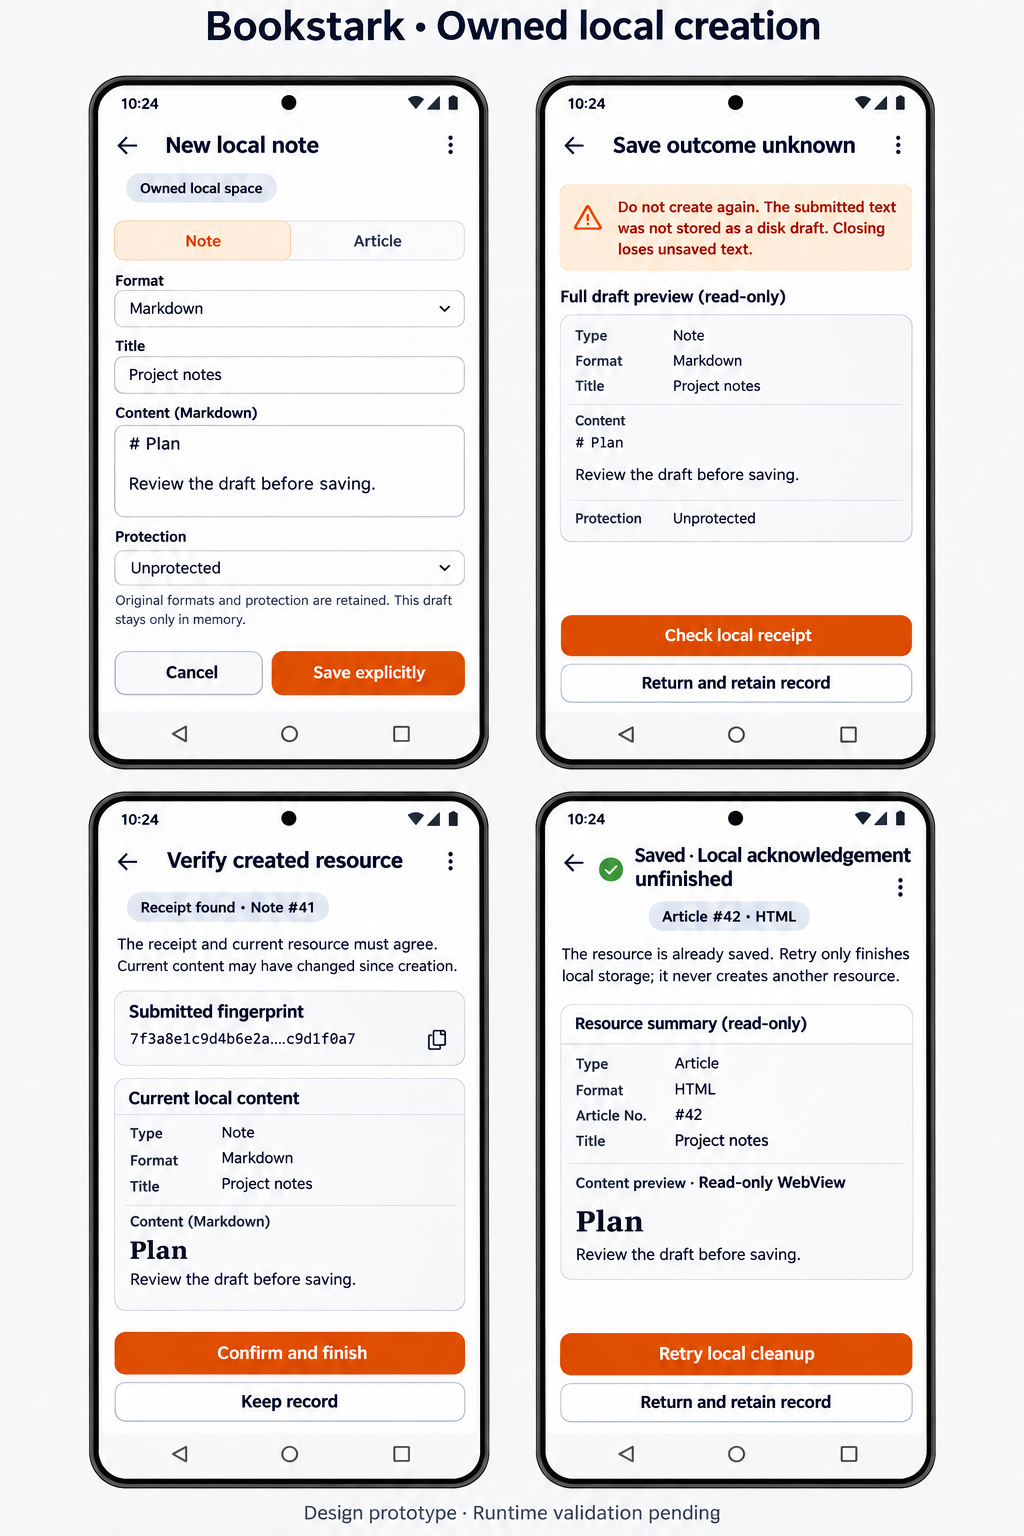 Bookstark • Owned local creation
10:24
New local note
Owned local space
Note
Article
Format
Markdown
Title
Project notes
Content (Markdown)
# Plan
Review the draft before saving.
Protection
Unprotected
Original formats and protection are retained. This draft
stays only in memory.
Cancel
Save explicitly
10:24
Save outcome unknown
Do not create again. The submitted text
was not stored as a disk draft. Closing
loses unsaved text.
Full draft preview (read-only)
Type Note
Format Markdown
Title Project notes
Content
# Plan
Review the draft before saving.
Protection Unprotected
Check local receipt
Return and retain record
10:24
Verify created resource
Receipt found • Note #41
The receipt and current resource must agree.
Current content may have changed since creation.
Submitted fingerprint
7f3a8e1c9d4b6e2a....c9d1f0a7
Current local content
Type Note
Format Markdown
Title Project notes
Content (Markdown)
Plan
Review the draft before saving.
Confirm and finish
Keep record
10:24
Saved · Local acknowledgement
unfinished
Article #42 • HTML
The resource is already saved. Retry only finishes
local storage; it never creates another resource.
Resource summary (read-only)
Type Article
Format HTML
Article No. #42
Title Project notes
Content preview · Read-only WebView
Plan
Review the draft before saving.
Retry local cleanup
Return and retain record
Design prototype · Runtime validation pending